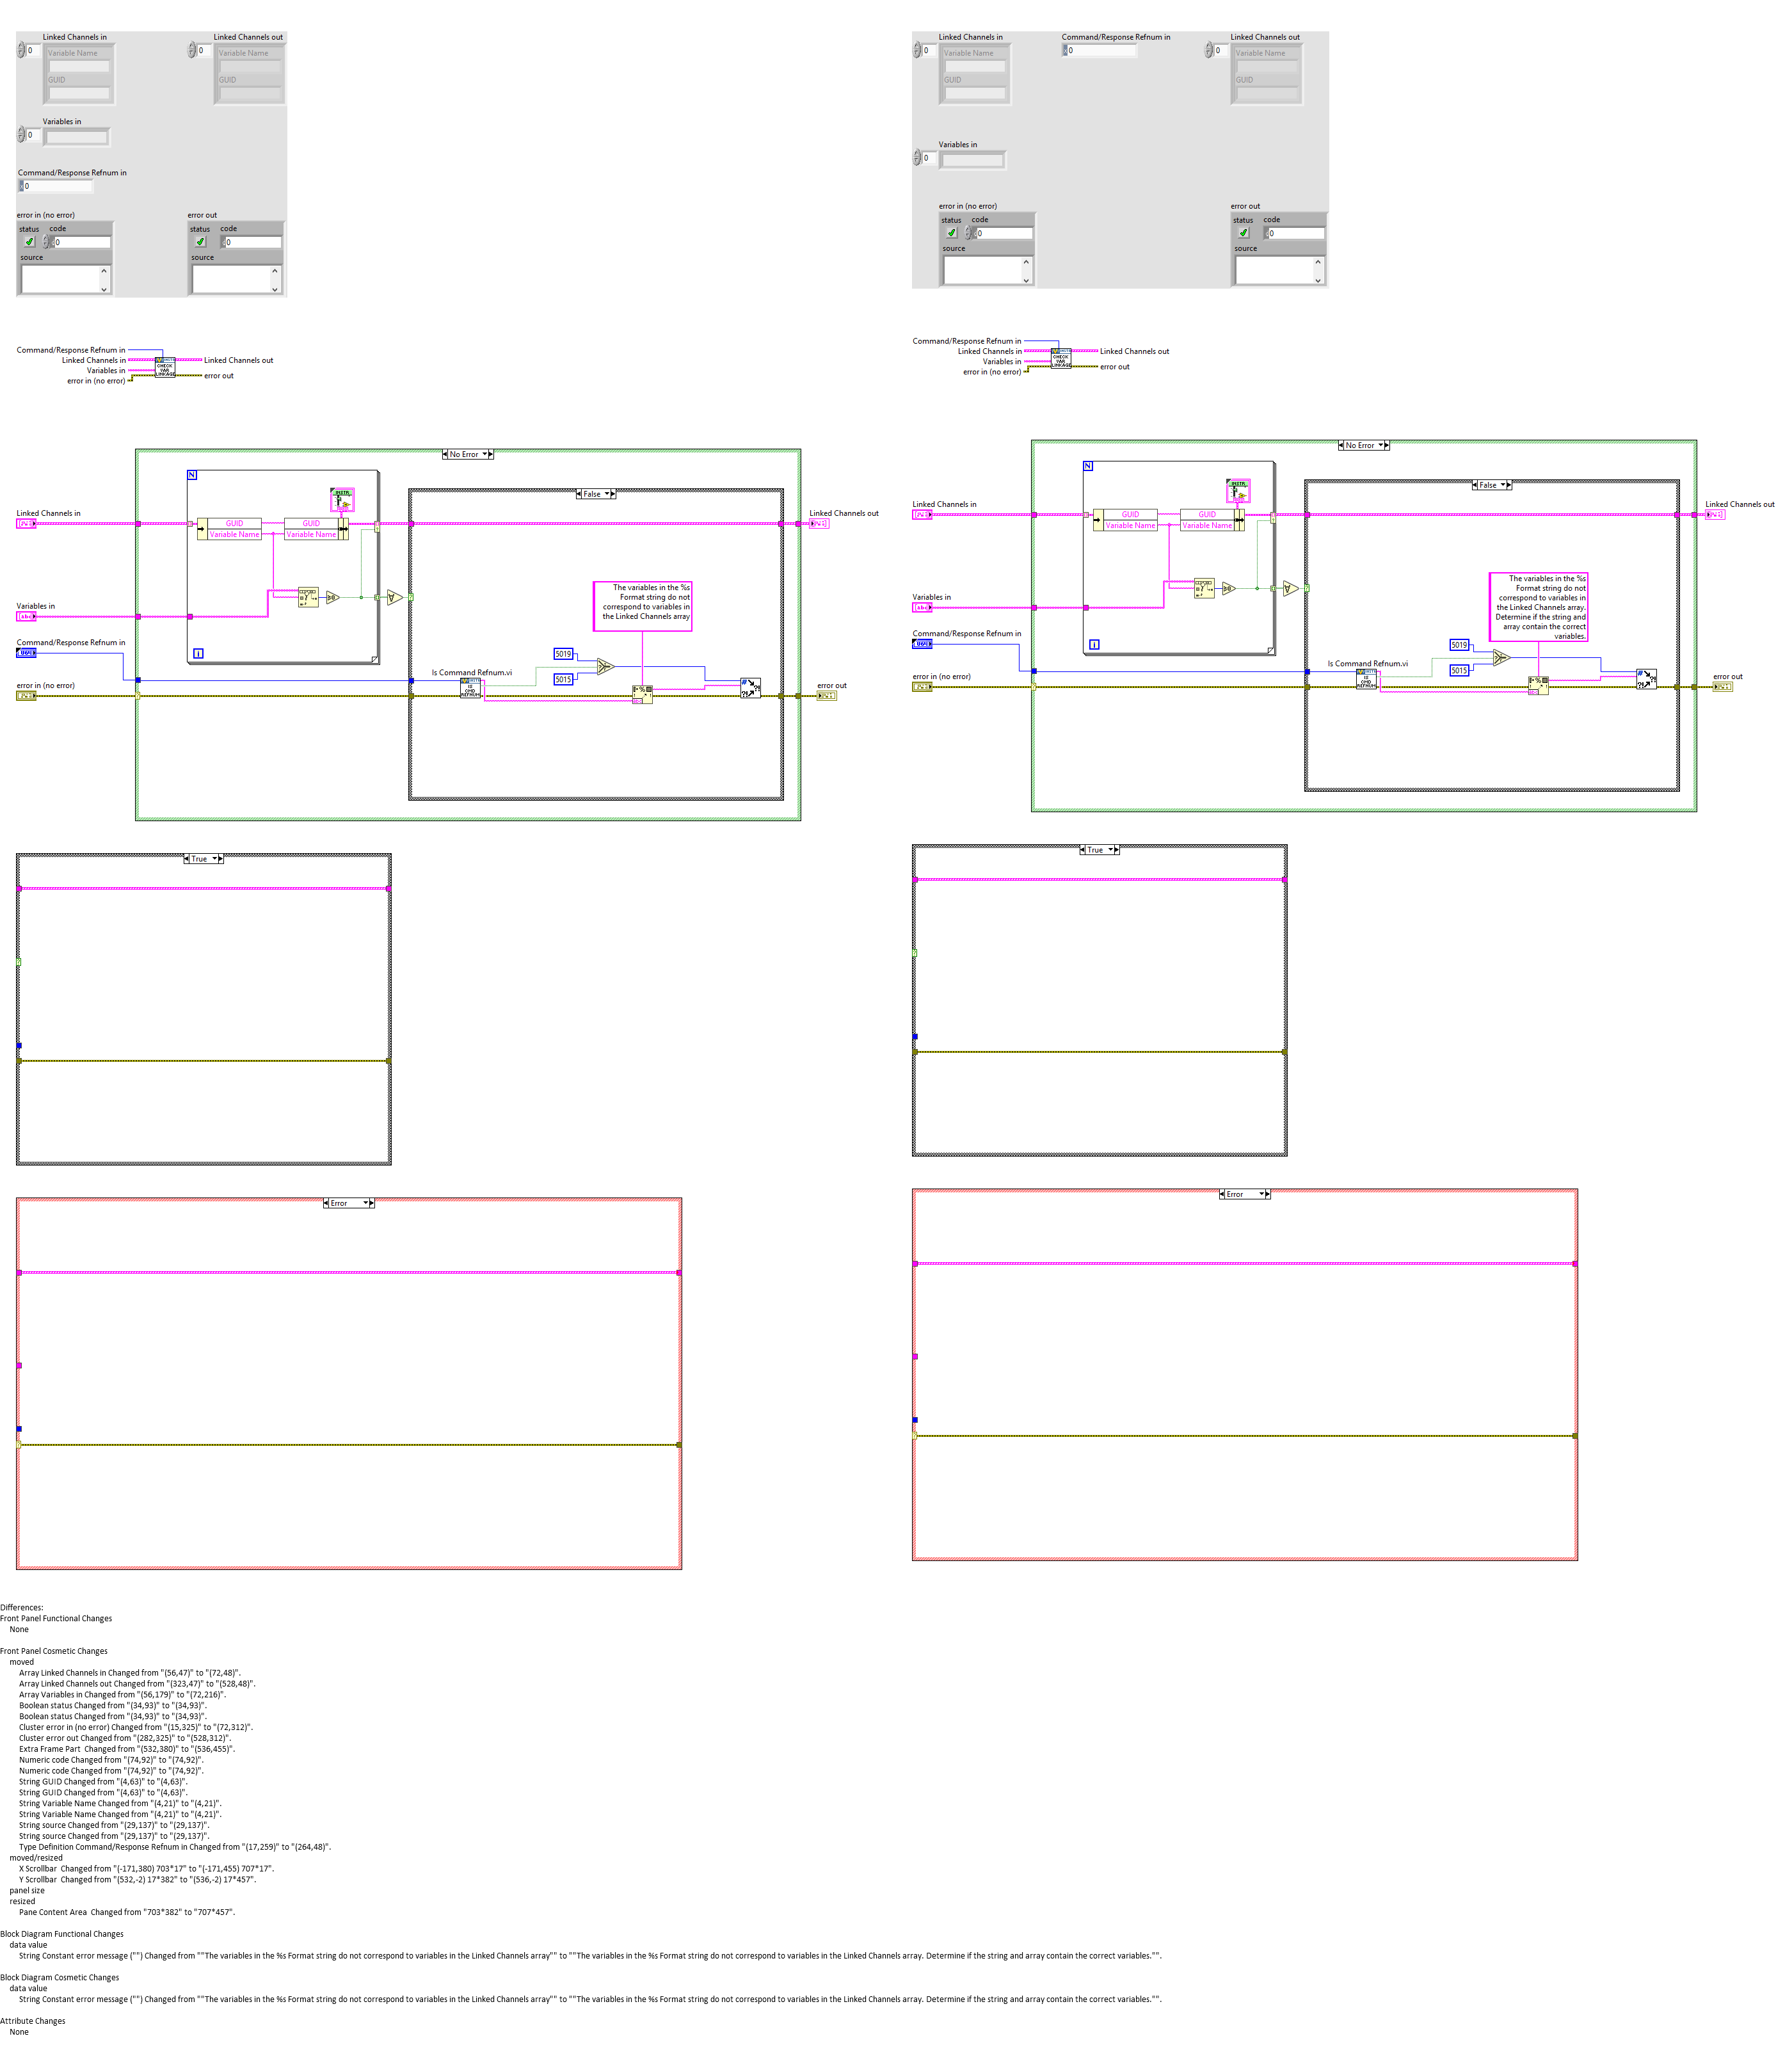 Linked Channels in
Linked Channels out
0
Variable Name
0
Variable Name
GUID
GUID
Variables in
0
Command/Response Refnum in
0
error in (no error)
error out
status
code
status
code
0
0
source
source
Linked Channels in
Command/Response Refnum in
Linked Channels out
0
Variable Name
0
0
Variable Name
GUID
GUID
Variables in
0
error in (no error)
error out
status
code
status
code
0
0
source
source
Command/Response Refnum in
Linked Channels in
Linked Channels out
Variables in
error in (no error)
error out
CHECK
VAR
LINKAGE
Command/Response Refnum in
Linked Channels in
Linked Channels out
Variables in
error in (no error)
error out
CHECK
VAR
LINKAGE
No Error
N
False
Linked Channels in
GUID
GUID
Variable Name
Variable Name
Linked Channels out
The variables in the %s
Format string do not
correspond to variables in
the Linked Channels array
Variables in
Command/Response Refnum in
i
5019
5015
Is Command Refnum.vi
IS
CMD
REFNUM
error in (no error)
error out
No Error
N
False
Linked Channels in
GUID
GUID
Variable Name
Variable Name
Linked Channels out
The variables in the %s
Format string do not
correspond to variables in
the Linked Channels array.
Determine if the string and
array contain the correct
variables.
Variables in
Command/Response Refnum in
i
5019
5015
Is Command Refnum.vi
IS
CMD
REFNUM
error in (no error)
error out
True
True
Error
Error
Differences:
Front Panel Functional Changes
None
Front Panel Cosmetic Changes
moved
Array Linked Channels in Changed from "(56,47)" to "(72,48)".
Array Linked Channels out Changed from "(323,47)" to "(528,48)".
Array Variables in Changed from "(56,179)" to "(72,216)".
Boolean status Changed from "(34,93)" to "(34,93)".
Boolean status Changed from "(34,93)" to "(34,93)".
Cluster error in (no error) Changed from "(15,325)" to "(72,312)".
Cluster error out Changed from "(282,325)" to "(528,312)".
Extra Frame Part  Changed from "(532,380)" to "(536,455)".
Numeric code Changed from "(74,92)" to "(74,92)".
Numeric code Changed from "(74,92)" to "(74,92)".
String GUID Changed from "(4,63)" to "(4,63)".
String GUID Changed from "(4,63)" to "(4,63)".
String Variable Name Changed from "(4,21)" to "(4,21)".
String Variable Name Changed from "(4,21)" to "(4,21)".
String source Changed from "(29,137)" to "(29,137)".
String source Changed from "(29,137)" to "(29,137)".
Type Definition Command/Response Refnum in Changed from "(17,259)" to "(264,48)".
moved/resized
X Scrollbar  Changed from "(-171,380) 703*17" to "(-171,455) 707*17".
Y Scrollbar  Changed from "(532,-2) 17*382" to "(536,-2) 17*457".
panel size
resized
Pane Content Area  Changed from "703*382" to "707*457".
Block Diagram Functional Changes
data value
String Constant error message ("") Changed from ""The variables in the %s Format string do not correspond to variables in the Linked Channels array"" to ""The variables in the %s Format string do not correspond to variables in the Linked Channels array. Determine if the string and array contain the correct variables."".
Block Diagram Cosmetic Changes
data value
String Constant error message ("") Changed from ""The variables in the %s Format string do not correspond to variables in the Linked Channels array"" to ""The variables in the %s Format string do not correspond to variables in the Linked Channels array. Determine if the string and array contain the correct variables."".
Attribute Changes
None